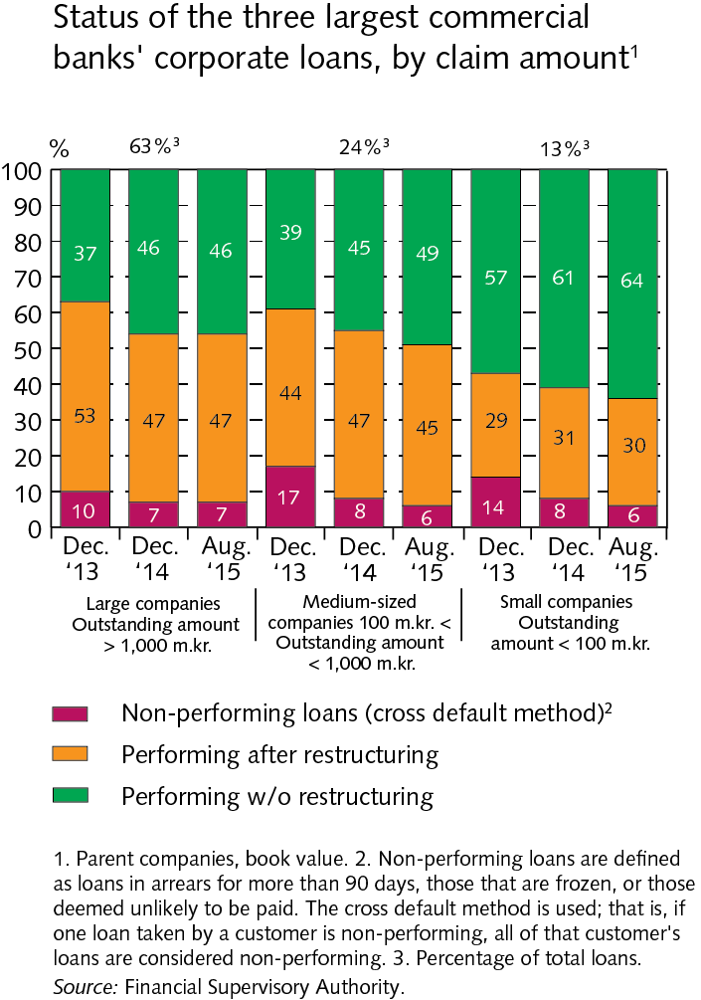 Status of the three largest commercial
banks' corporate loans, by claim amount¹
% 63%³ 24%³ 13%³
100
90
80
70
60
50
40
30
20
10
0
37 46 46 39 45 49 57 61 64
53 47 47 44 47 45 29 31 30
10 7 7 17 8 6 14 8 6
Dec. Dec. Aug. Dec. Dec. Aug. Dec. Dec. Aug.
‘13 ‘14 ‘15 ‘13 ‘14 ‘15 ‘13 ‘14 ‘15
Large companies
Outstanding amount
> 1,000 m.kr.
Medium-sized
companies 100 m.kr. <
Outstanding amount
< 1,000 m.kr.
Small companies
Outstanding
amount < 100 m.kr.
Non-performing loans (cross default method)²
Performing after restructuring
Performing w/o restructuring
1. Parent companies, book value. 2. Non-performing loans are defined
as loans in arrears for more than 90 days, those that are frozen, or those
deemed unlikely to be paid. The cross default method is used; that is, if
one loan taken by a customer is non-performing, all of that customer's
loans are considered non-performing. 3. Percentage of total loans.
Source: Financial Supervisory Authority.